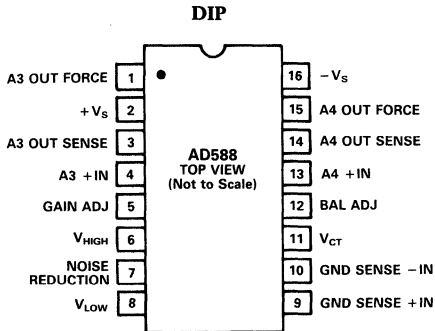 DIP
A3 OUT FORCE 1
+VS 2
A3 OUT SENSE 3
A3 +IN 4
GAIN ADJ 5
VHIGH 6
NOISE
REDUCTION 7
VLOW 8
AD588
TOP VIEW
(Not to Scale)
16 −VS
15 A4 OUT FORCE
14 A4 OUT SENSE
13 A4 +IN
12 BAL ADJ
11 VCT
10 GND SENSE −IN
9 GND SENSE +IN